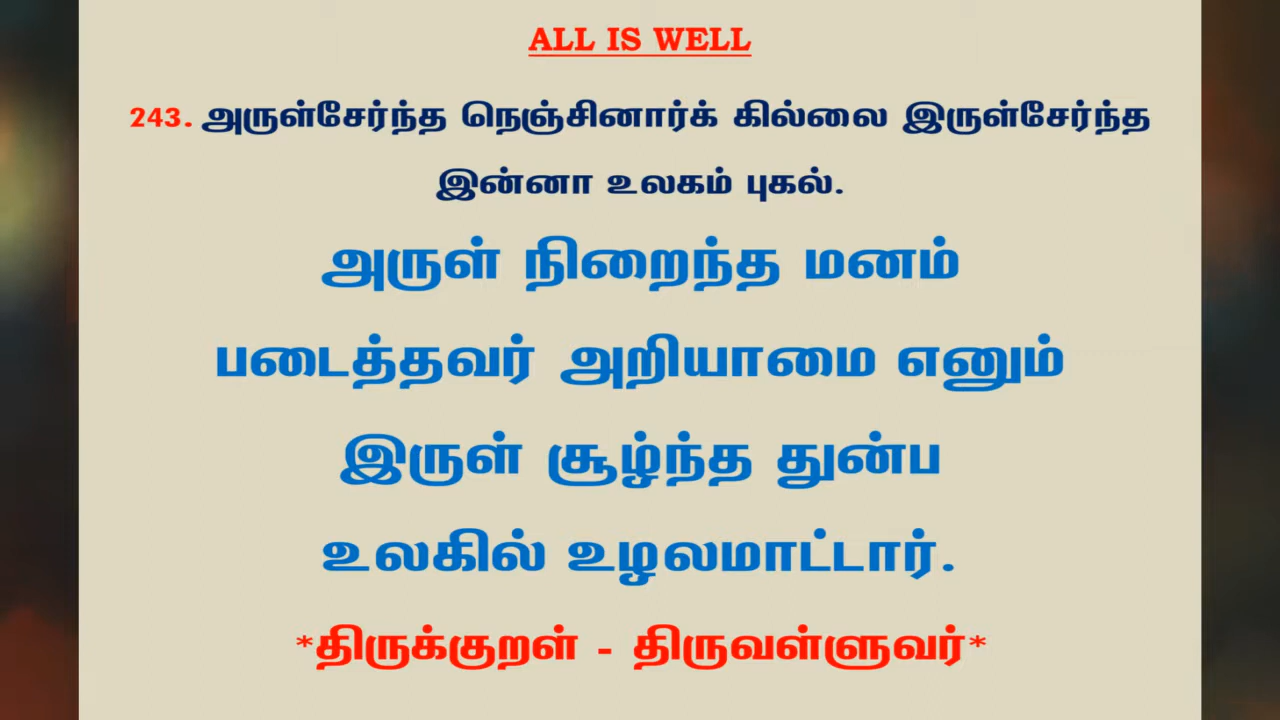 ALL IS WELL
243. அருள்சேர்ந்த நெஞ்சினார்க் கில்லை இருள்சேர்ந்த
இன்னா உலகம் புகல்.
அருள் நிறைந்த மனம்
படைத்தவர் அறியாமை எனும்
இருள் சூழ்ந்த துன்ப
உலகில் உழலமாட்டார்.
*திருக்குறள் - திருவள்ளுவர்*